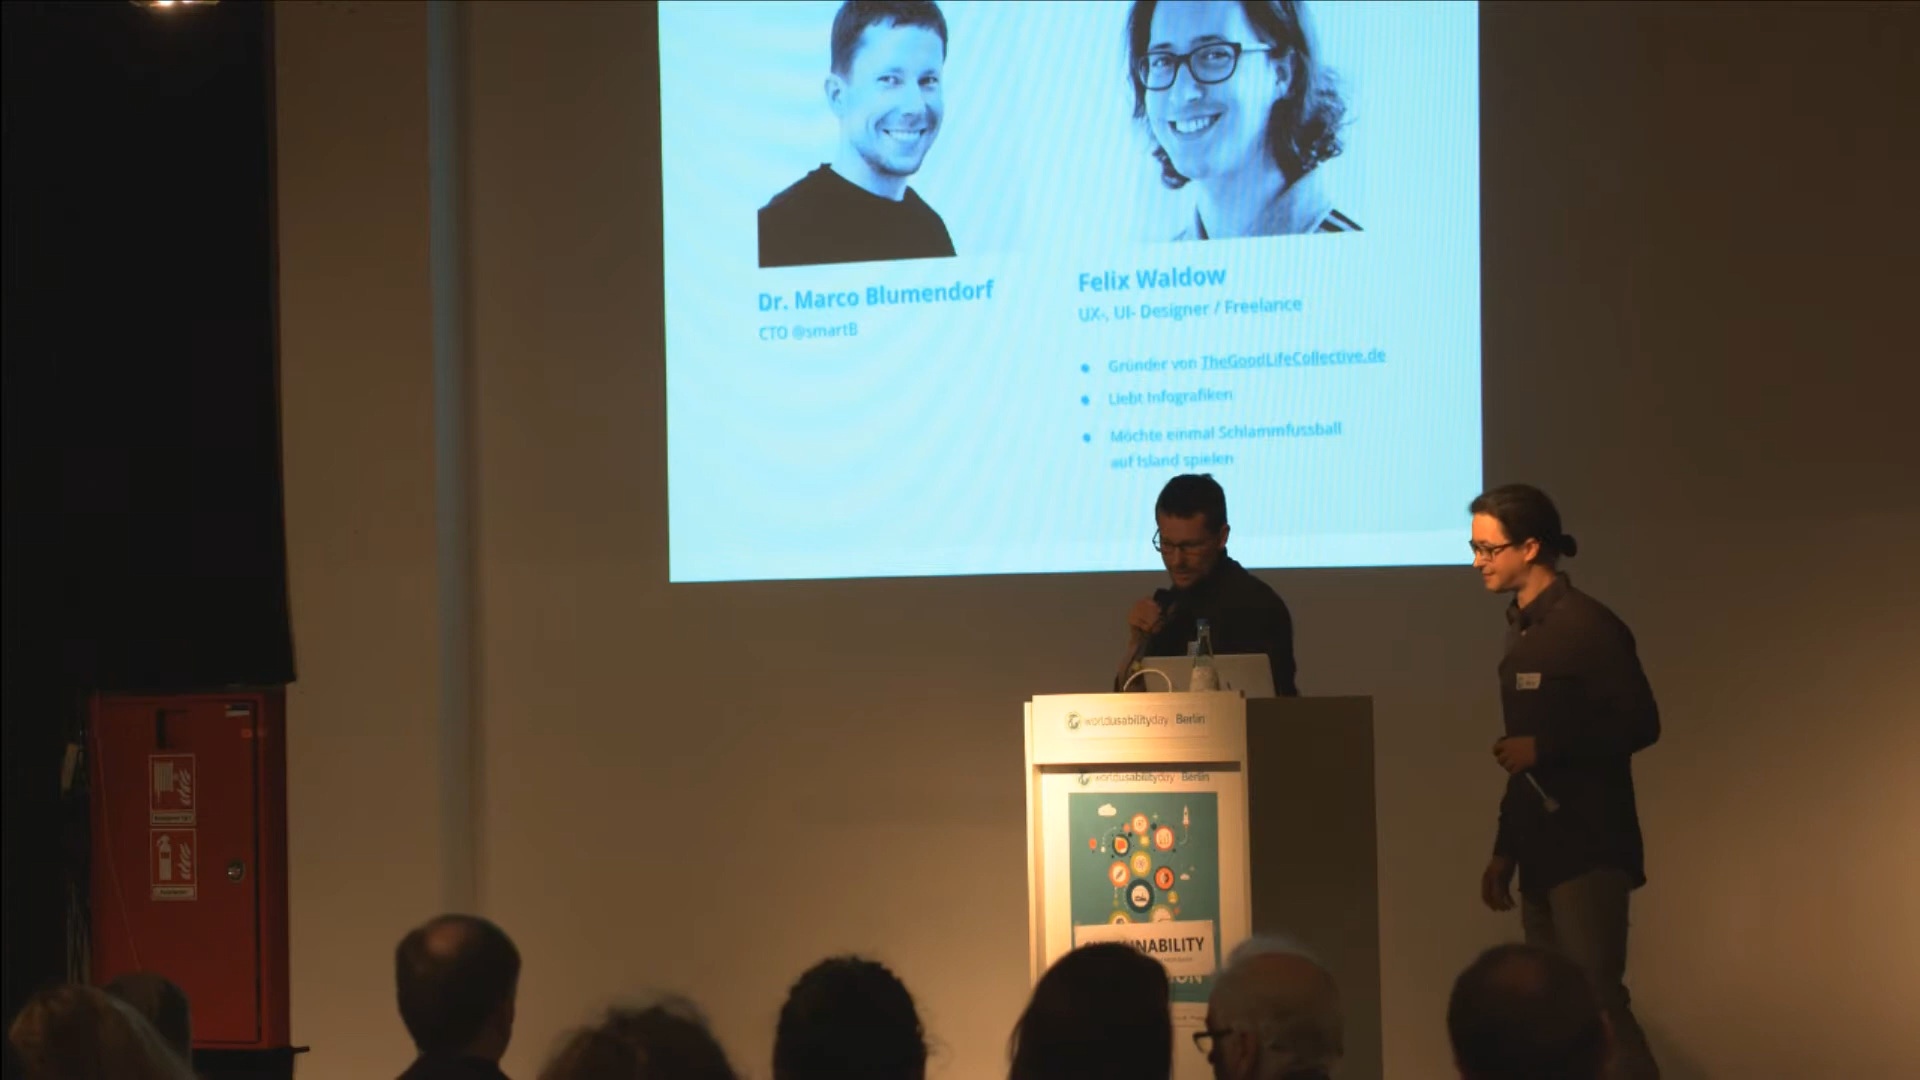 Dr. Marco Blumendorf
CTO @smartB
Felix Waldow
UX-, UI- Designer / Freelance
Gründer von TheGoodLifeCollective.de
Liebt Infografiken
Möchte einmal Schlammfussball
auf Island spielen
worldusabilityday Berlin
worldusabilityday Berlin